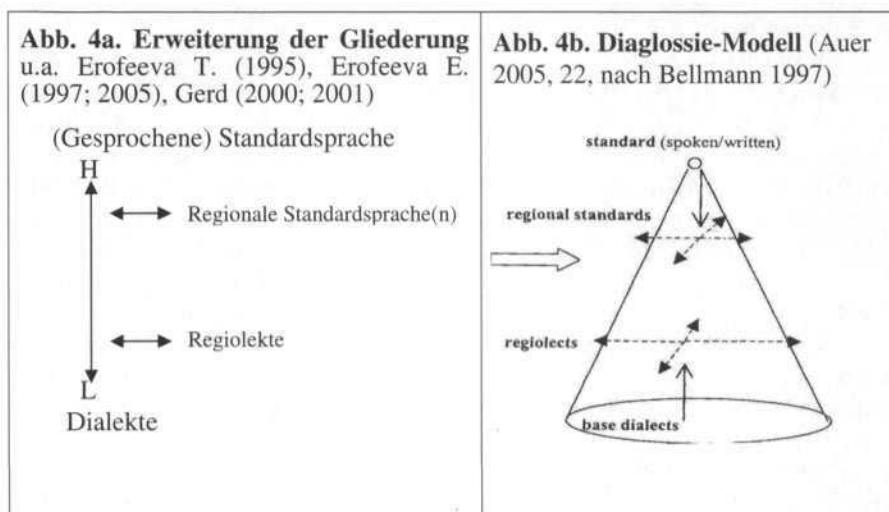 Abb. 4a. Erweiterung der Gliederung
u.a. Erofeeva T. (1995), Erofeeva E.
(1997; 2005), Gerd (2000; 2001)
(Gesprochene) Standardsprache
H
Regionale Standardsprache(n)
Regiolekte
L
Dialekte
Abb. 4b. Diaglossie-Modell (Auer
2005, 22, nach Bellmann 1997)
standard (spoken/written)
regional standards
regiolects
base dialects